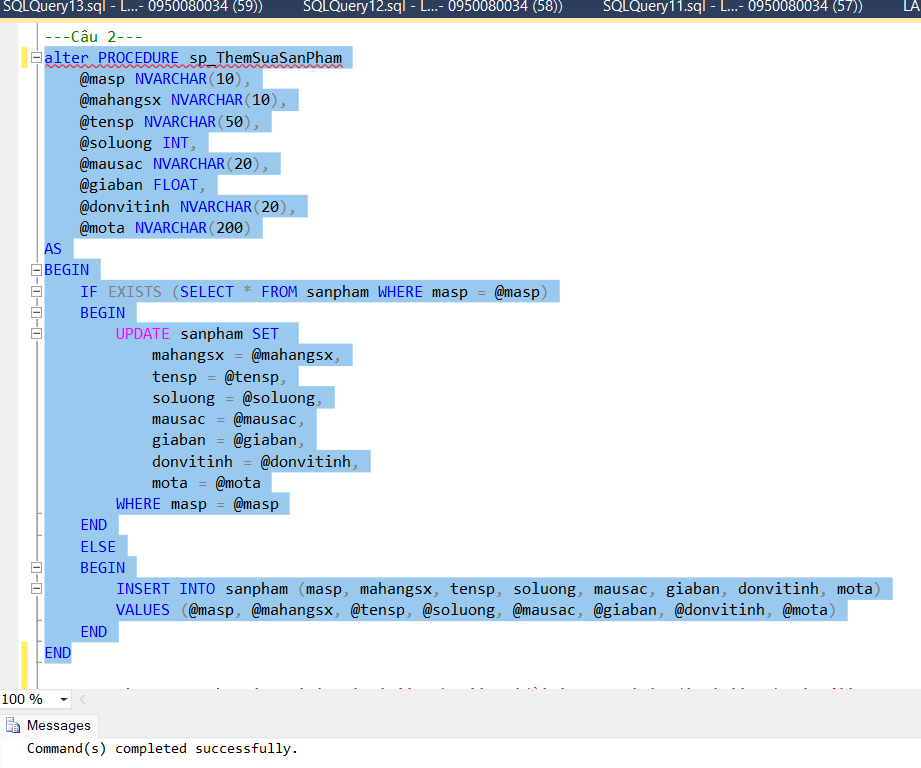 SQLQuery13.sql - L...- 0950080034 (59)) SQLQuery12.sql - L...- 0950080034 (58)) SQLQuery11.sql - L...- 0950080034 (57)) LA
---Câu 2---
alter PROCEDURE sp_ThemSuaSanPham
@masp NVARCHAR(10),
@mahangsx NVARCHAR(10),
@tensp NVARCHAR(50),
@soluong INT,
@mausac NVARCHAR(20),
@giaban FLOAT,
@donvitinh NVARCHAR(20),
@mota NVARCHAR(200)
AS
BEGIN
IF EXISTS (SELECT * FROM sanpham WHERE masp = @masp)
BEGIN
UPDATE sanpham SET
mahangsx = @mahangsx,
tensp = @tensp,
soluong = @soluong,
mausac = @mausac,
giaban = @giaban,
donvitinh = @donvitinh,
mota = @mota
WHERE masp = @masp
END
ELSE
BEGIN
INSERT INTO sanpham (masp, mahangsx, tensp, soluong, mausac, giaban, donvitinh, mota)
VALUES (@masp, @mahangsx, @tensp, @soluong, @mausac, @giaban, @donvitinh, @mota)
END
END
100 %
Messages
Command(s) completed successfully.